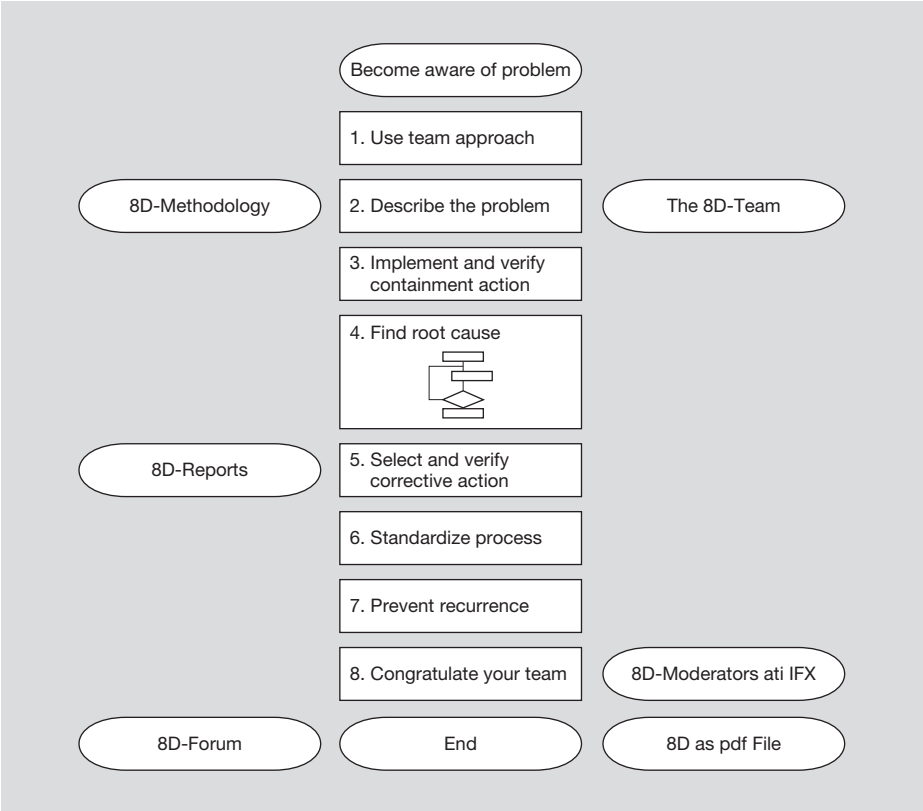 Become aware of problem
1. Use team approach
8D-Methodology
2. Describe the problem
The 8D-Team
3. Implement and verify
containment action
4. Find root cause
8D-Reports
5. Select and verify
corrective action
6. Standardize process
7. Prevent recurrence
8. Congratulate your team
8D-Moderators ati IFX
8D-Forum
End
8D as pdf File